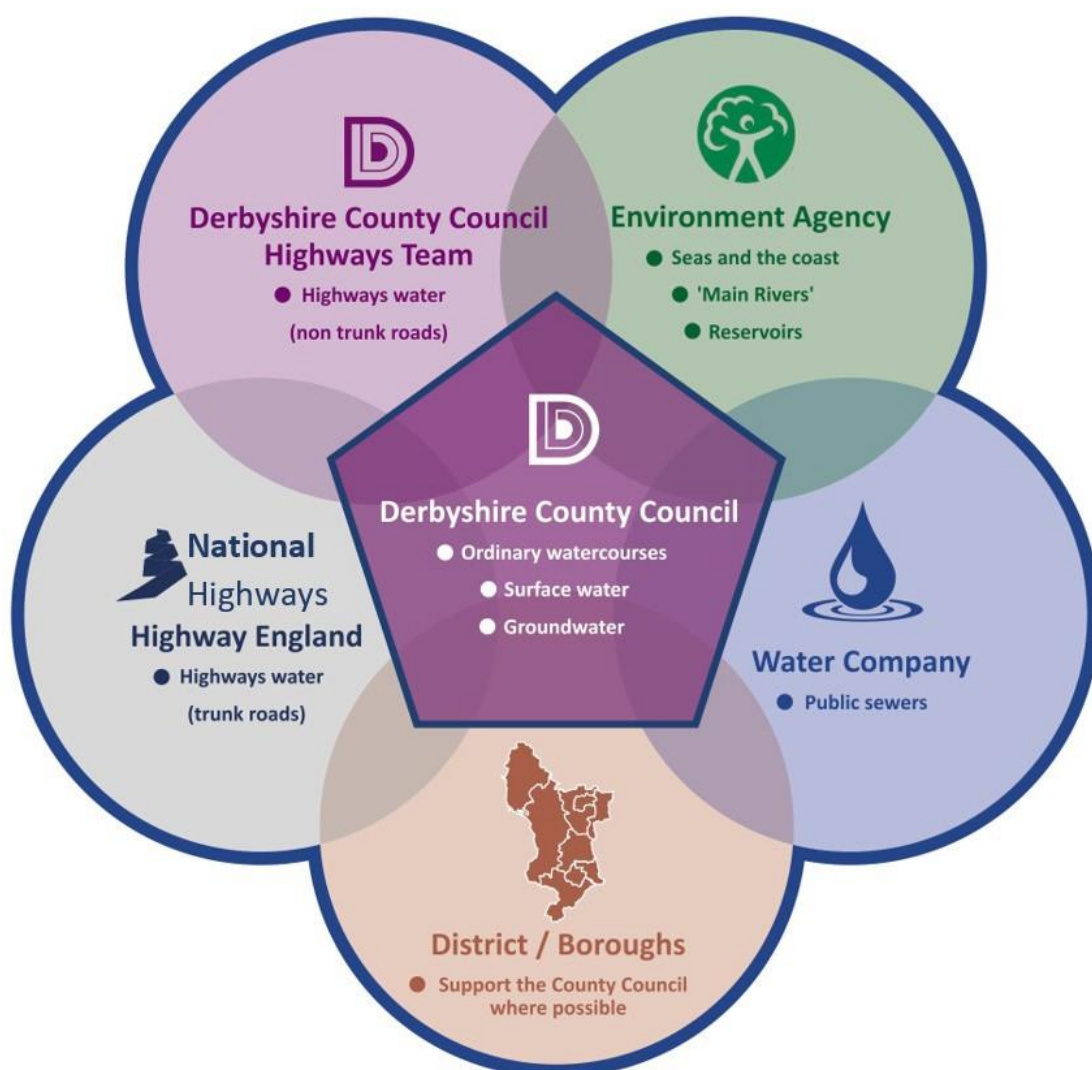 Derbyshire County Council
Highways Team
● Highways water
(non trunk roads)
Environment Agency
● Seas and the coast
● 'Main Rivers'
● Reservoirs
Derbyshire County Council
● Ordinary watercourses
● Surface water
● Groundwater
National
Highways
Highway England
● Highways water
(trunk roads)
Water Company
● Public sewers
District / Boroughs
● Support the County Council
where possible